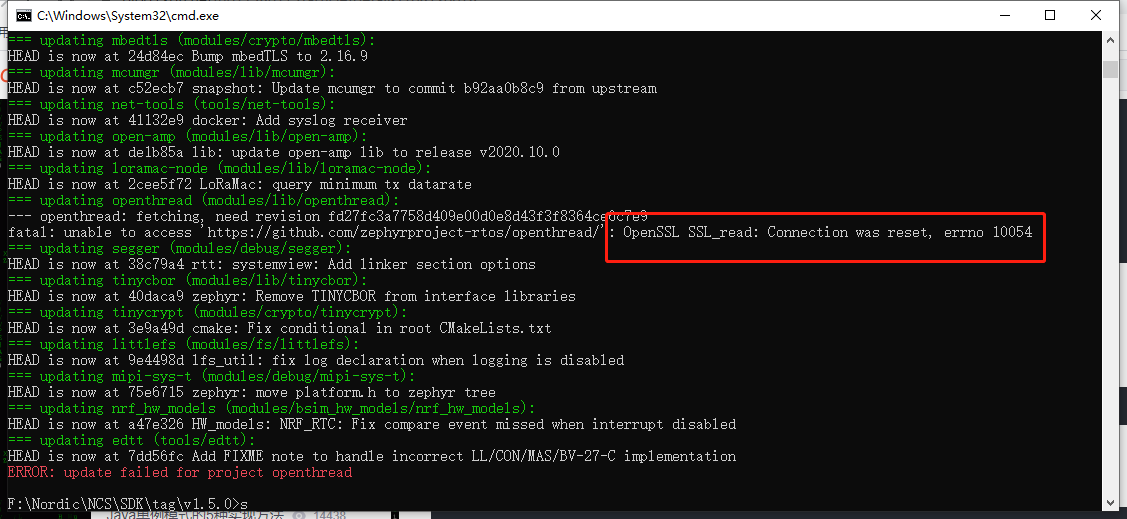 C:\Windows\System32\cmd.exe
=== updating mbedtls (modules/crypto/mbedtls):
HEAD is now at 24d84ec Bump mbedTLS to 2.16.9
=== updating mcumgr (modules/lib/mcumgr):
HEAD is now at c52ecb7 snapshot: Update mcumgr to commit b92aa0b8c9 from upstream
=== updating net-tools (tools/net-tools):
HEAD is now at 41132e9 docker: Add syslog receiver
=== updating open-amp (modules/lib/open-amp):
HEAD is now at de1b85a lib: update open-amp lib to release v2020.10.0
=== updating loramac-node (modules/lib/loramac-node):
HEAD is now at 2cee5f72 LoRaMac: query minimum tx datarate
=== updating openthread (modules/lib/openthread):
--- openthread: fetching, need revision fd27fc3a7758d409e00d0e8d43f3f8364ce6c7e9
fatal: unable to access 'https://github.com/zephyrproject-rtos/openthread/': OpenSSL SSL_read: Connection was reset, errno 10054
=== updating segger (modules/debug/segger):
HEAD is now at 38c79a4 rtt: systemview: Add linker section options
=== updating tinycbor (modules/lib/tinycbor):
HEAD is now at 40daca9 zephyr: Remove TINYCBOR from interface libraries
=== updating tinycrypt (modules/crypto/tinycrypt):
HEAD is now at 3e9a49d cmake: Fix conditional in root CMakeLists.txt
=== updating littlefs (modules/fs/littlefs):
HEAD is now at 9e4498d lfs_util: fix log declaration when logging is disabled
=== updating mipi-sys-t (modules/debug/mipi-sys-t):
HEAD is now at 75e6715 zephyr: move platform.h to zephyr tree
=== updating nrf_hw_models (modules/bsim_hw_models/nrf_hw_models):
HEAD is now at a47e326 HW_models: NRF_RTC: Fix compare event missed when interrupt disabled
=== updating edtt (tools/edtt):
HEAD is now at 7dd56fc Add FIXME note to handle incorrect LL/CON/MAS/BV-27-C implementation
ERROR: update failed for project openthread
F:\Nordic\NCS\SDK\tag\v1.5.0>s